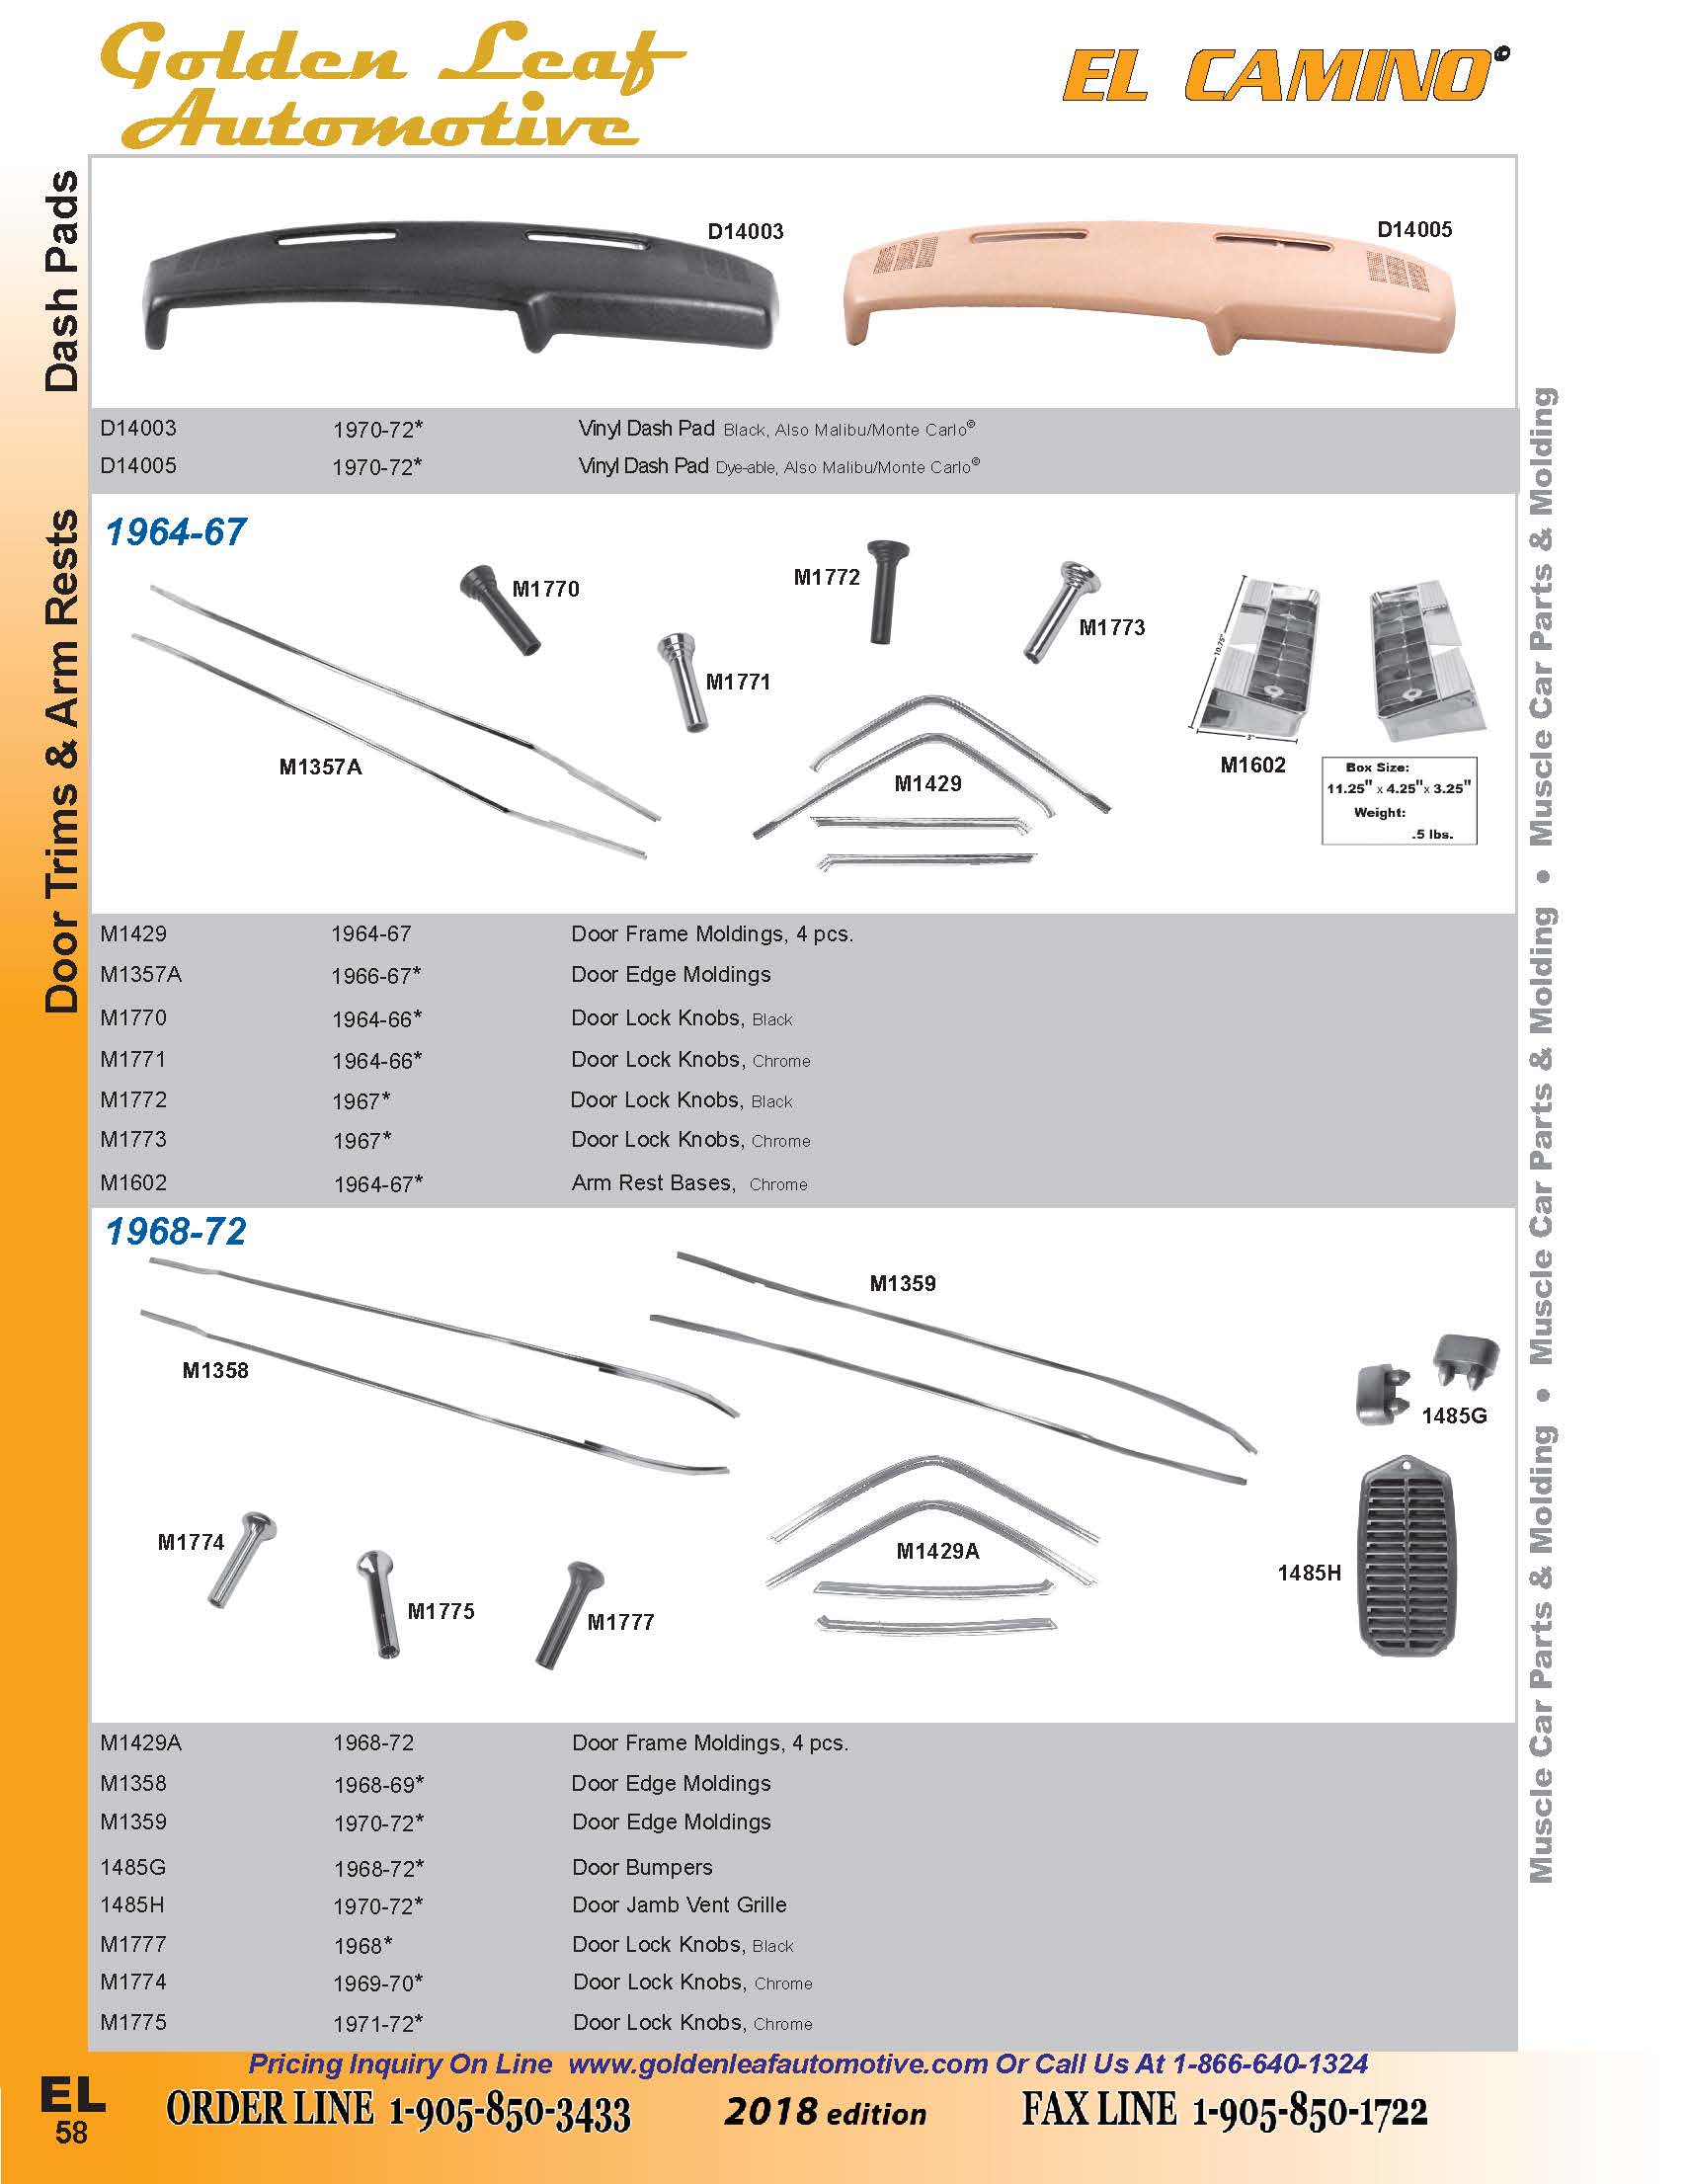 Golden Leaf
Automotive
EL CAMINO©
Dash Pads
Door Trims & Arm Rests
D14003
D14005
D14003 1970-72* Vinyl Dash Pad Black, Also Malibu/Monte Carlo©
D14005 1970-72* Vinyl Dash Pad Dye-able, Also Malibu/Monte Carlo©
1964-67
M1770
M1772
M1773
M1771
M1357A
M1429
10.75"
3"
M1602
Box Size:
11.25" x 4.25"x 3.25"
Weight:
.5 lbs.
M1429 1964-67 Door Frame Moldings, 4 pcs.
M1357A 1966-67* Door Edge Moldings
M1770 1964-66* Door Lock Knobs, Black
M1771 1964-66* Door Lock Knobs, Chrome
M1772 1967* Door Lock Knobs, Black
M1773 1967* Door Lock Knobs, Chrome
M1602 1964-67* Arm Rest Bases, Chrome
1968-72
M1359
M1358
1485G
M1774
M1775
M1777
M1429A
1485H
M1429A 1968-72 Door Frame Moldings, 4 pcs.
M1358 1968-69* Door Edge Moldings
M1359 1970-72* Door Edge Moldings
1485G 1968-72* Door Bumpers
1485H 1970-72* Door Jamb Vent Grille
M1777 1968* Door Lock Knobs, Black
M1774 1969-70* Door Lock Knobs, Chrome
M1775 1971-72* Door Lock Knobs, Chrome
Muscle Car Parts & Molding • Muscle Car Parts & Molding • Muscle Car Parts & Molding
Pricing Inquiry On Line www.goldenleafautomotive.com Or Call Us At 1-866-640-1324
EL
58
ORDER LINE 1-905-850-3433 2018 edition FAX LINE 1-905-850-1722